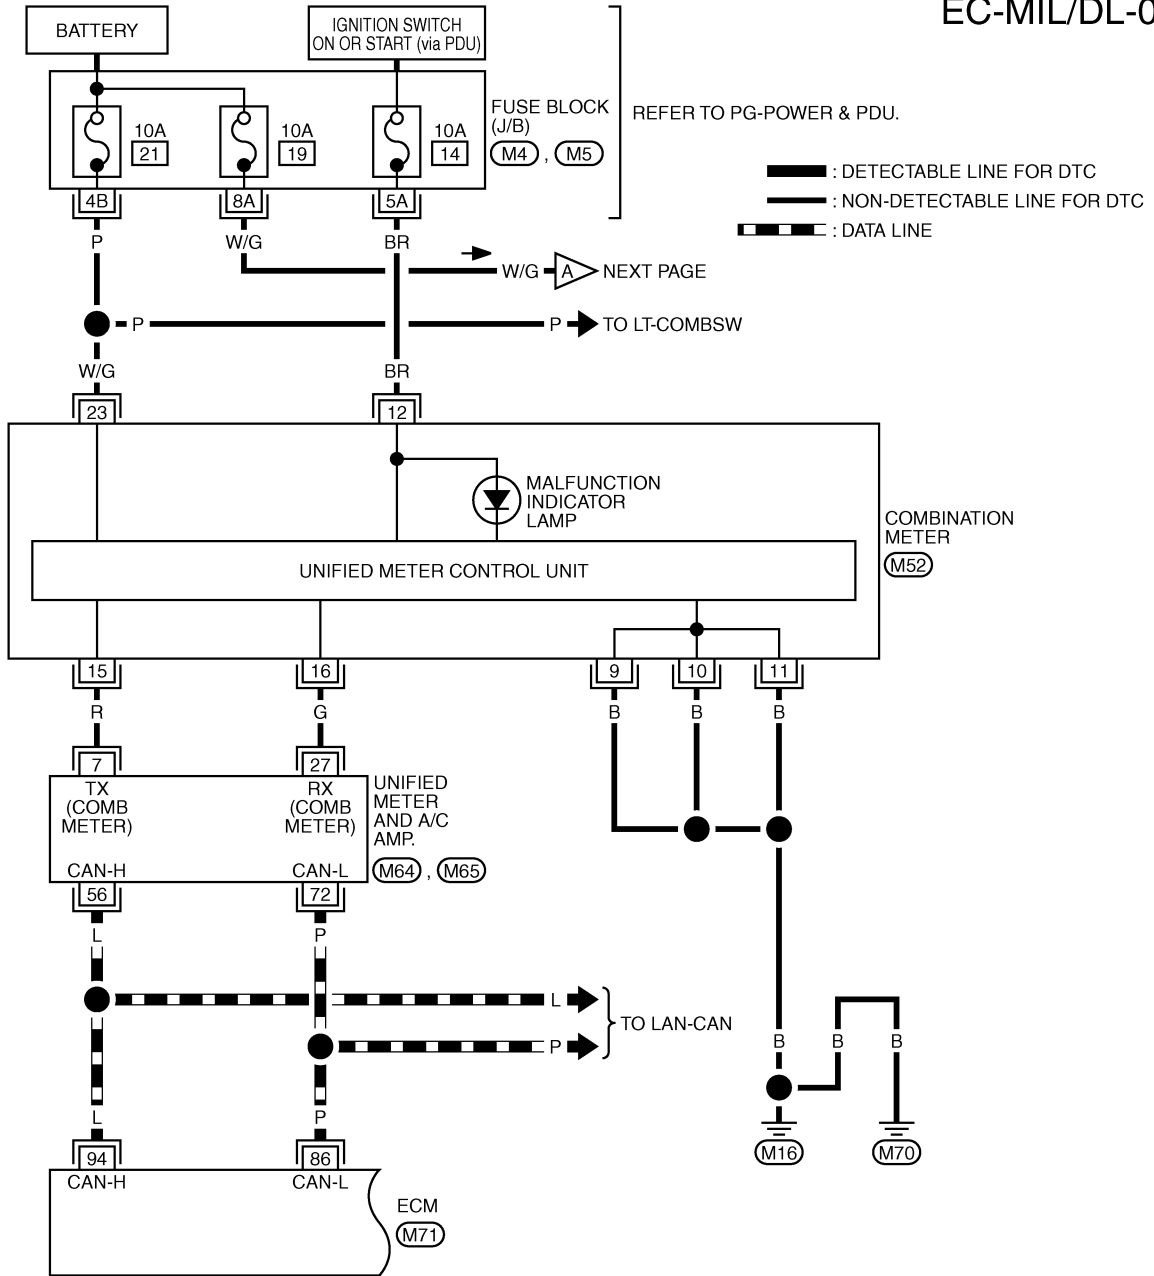 EC-MIL/DL-0
BATTERY
IGNITION SWITCH
ON OR START (via PDU)
FUSE BLOCK
(J/B)
M4 , M5
REFER TO PG-POWER & PDU.
10A
21
10A
19
10A
14
: DETECTABLE LINE FOR DTC
: NON-DETECTABLE LINE FOR DTC
: DATA LINE
4B
8A
5A
P
W/G
BR
W/G
A
NEXT PAGE
P
P
TO LT-COMBSW
W/G
BR
23
12
MALFUNCTION
INDICATOR
LAMP
COMBINATION
METER
M52
UNIFIED METER CONTROL UNIT
15
16
9
10
11
R
G
B
B
B
7
27
TX
(COMB
METER)
RX
(COMB
METER)
UNIFIED
METER
AND A/C
AMP.
M64 , M65
CAN-H
CAN-L
56
72
L
P
L
P
TO LAN-CAN
B
B
B
L
P
94
86
M16
M70
CAN-H
CAN-L
ECM
M71